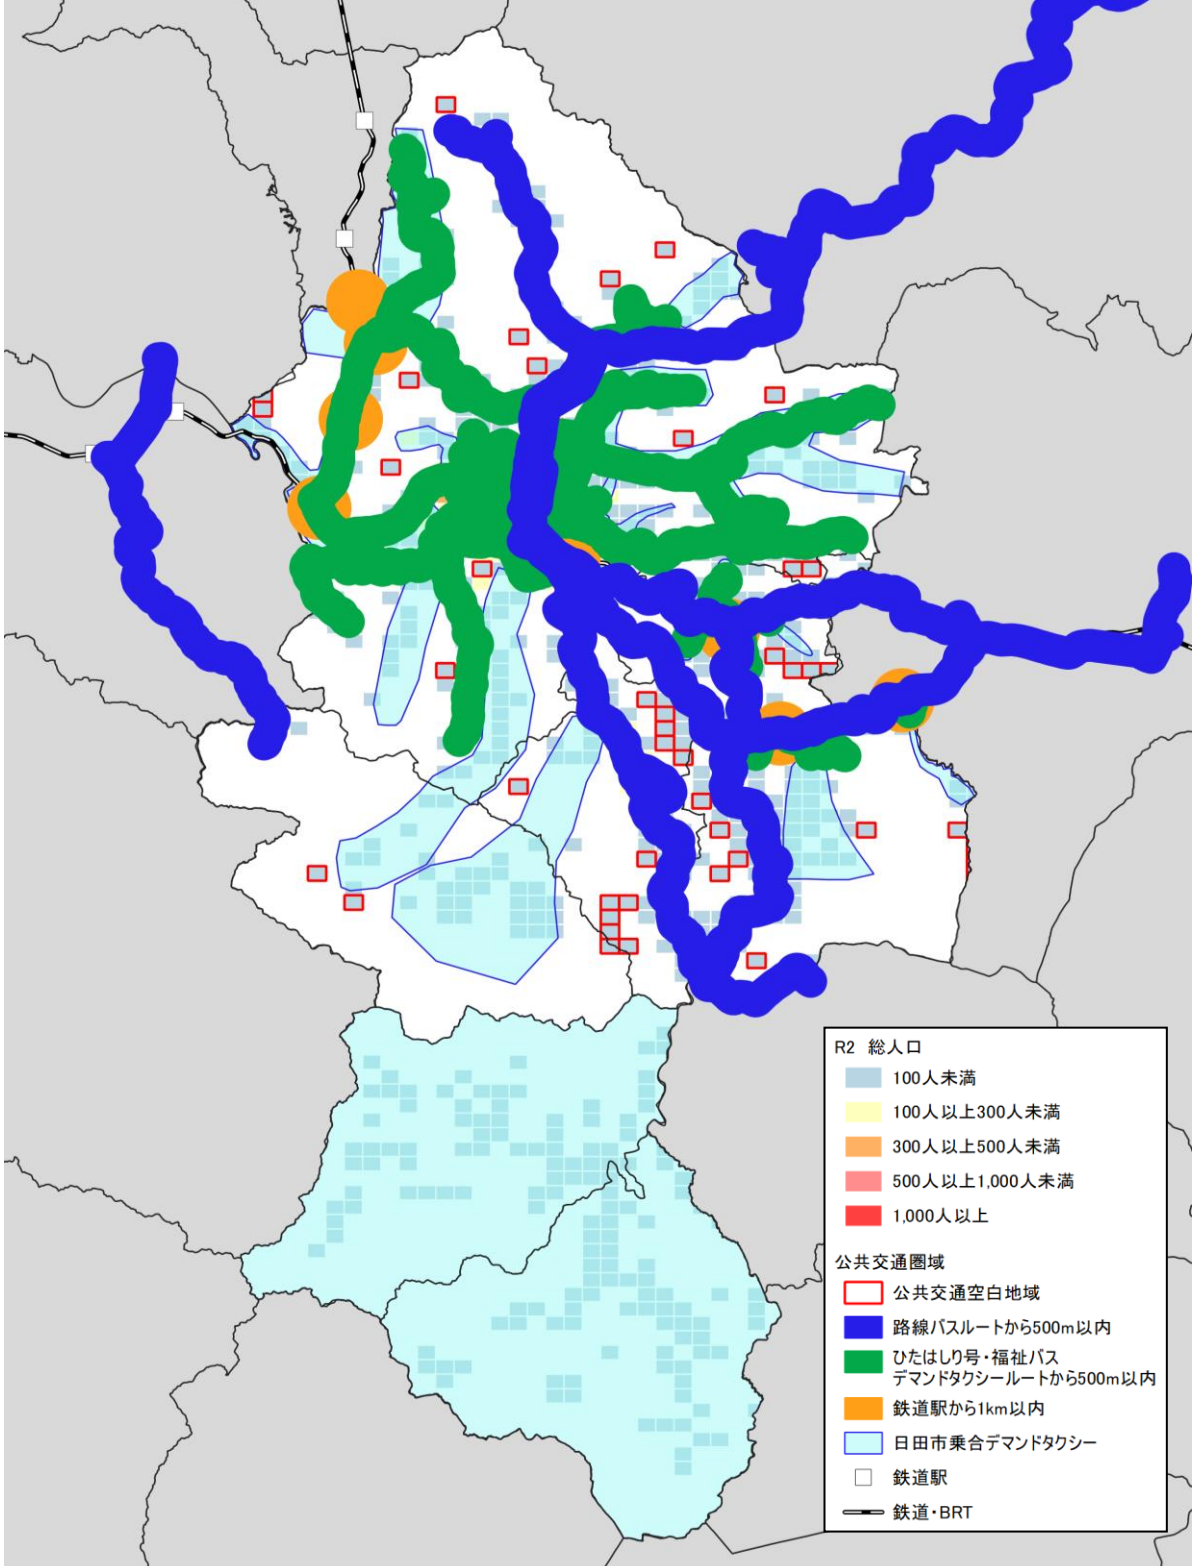 R2 総人口
100人未満
100人以上300人未満
300人以上500人未満
500人以上1,000人未満
1,000人以上
公共交通圏域
公共交通空白地域
路線バスルートから500m以内
ひたはしり号・福祉バス
デマンドタクシールートから500m以内
鉄道駅から1km以内
日田市乗合デマンドタクシー
鉄道駅
鉄道・BRT